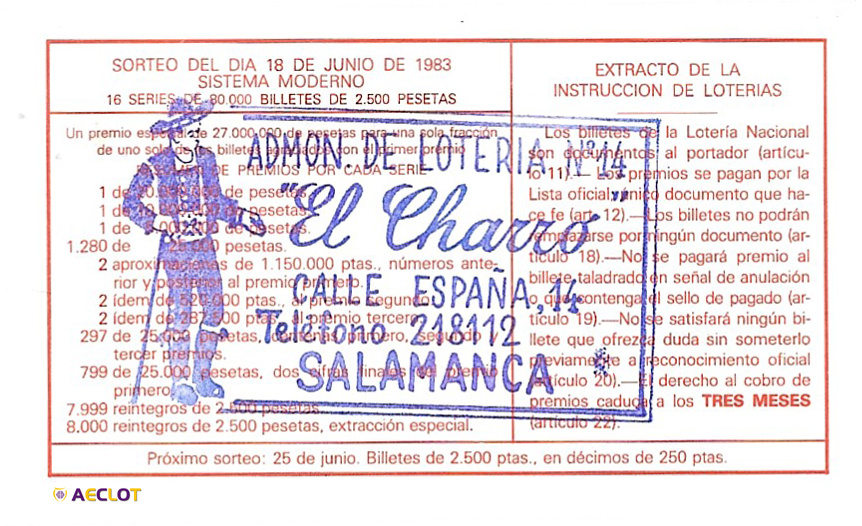 SORTEO DEL DIA 18 DE JUNIO DE 1983
SISTEMA MODERNO
16 SERIES DE 80.000 BILLETES DE 2.500 PESETAS
Un premio especial de 27.000.000 de pesetas para una sola fracción
de uno solo de los billetes agraciados con el primer premio
RESUMEN DE PREMIOS POR CADA SERIE
1 de 20.000.000 de pesetas.
1 de 10.000.000 de pesetas.
1 de de pesetas.
1.280 de 25.000 pesetas.
2 aproximaciones de 1.150.000 ptas., números ante-
rior y posterior al premio primero.
2 ídem de ptas., al premio segundo.
2 ídem de ptas., al premio tercero.
297 de 25.000 pesetas, centenas primero, segundo y
tercer premios.
799 de 25.000 pesetas, dos cifras finales del premio
primero.
7.999 reintegros de 2.500 pesetas.
8.000 reintegros de 2.500 pesetas, extracción especial.
EXTRACTO DE LA
INSTRUCCION DE LOTERIAS
Los billetes de la Lotería Nacional
son documentos al portador (artícu-
lo 11).— Los premios se pagan por la
Lista oficial, único documento que ha-
ce fe (art. 12).—Los billetes no podrán
remplazarse por ningún documento (ar-
tículo 18).—No se pagará premio al
billete taladrado en señal de anulación
o que contenga el sello de pagado (ar-
tículo 19).—No se satisfará ningún bi-
llete que ofrezca duda sin someterlo
previamente a reconocimiento oficial
(artículo 20).—El derecho al cobro de
premios caduca a los TRES MESES
(artículo 22).
ADMON. DE LOTERIA Nº 14
"El Charro"
CALLE ESPAÑA, 14
Teléfono 218112
SALAMANCA
Próximo sorteo: 25 de junio. Billetes de 2.500 ptas., en décimos de 250 ptas.
AECLOT